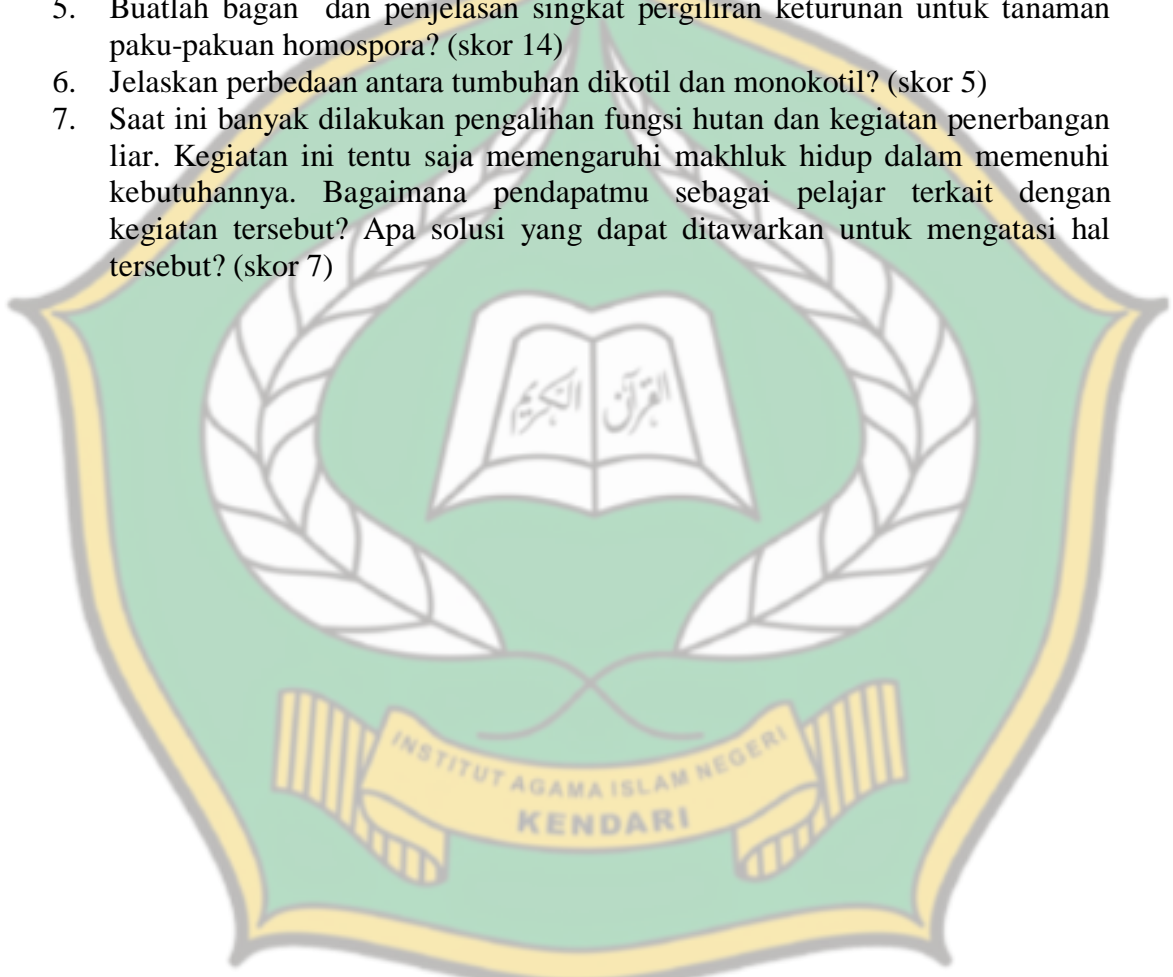 5. Buatlah bagan dan penjelasan singkat pergiliran keturunan untuk tanaman
paku-pakuan homospora? (skor 14)
6. Jelaskan perbedaan antara tumbuhan dikotil dan monokotil? (skor 5)
7. Saat ini banyak dilakukan pengalihan fungsi hutan dan kegiatan penerbangan
liar. Kegiatan ini tentu saja memengaruhi makhluk hidup dalam memenuhi
kebutuhannya. Bagaimana pendapatmu sebagai pelajar terkait dengan
kegiatan tersebut? Apa solusi yang dapat ditawarkan untuk mengatasi hal
tersebut? (skor 7)
القرآن الكريم
INSTITUT AGAMA ISLAM NEGERI
KENDARI